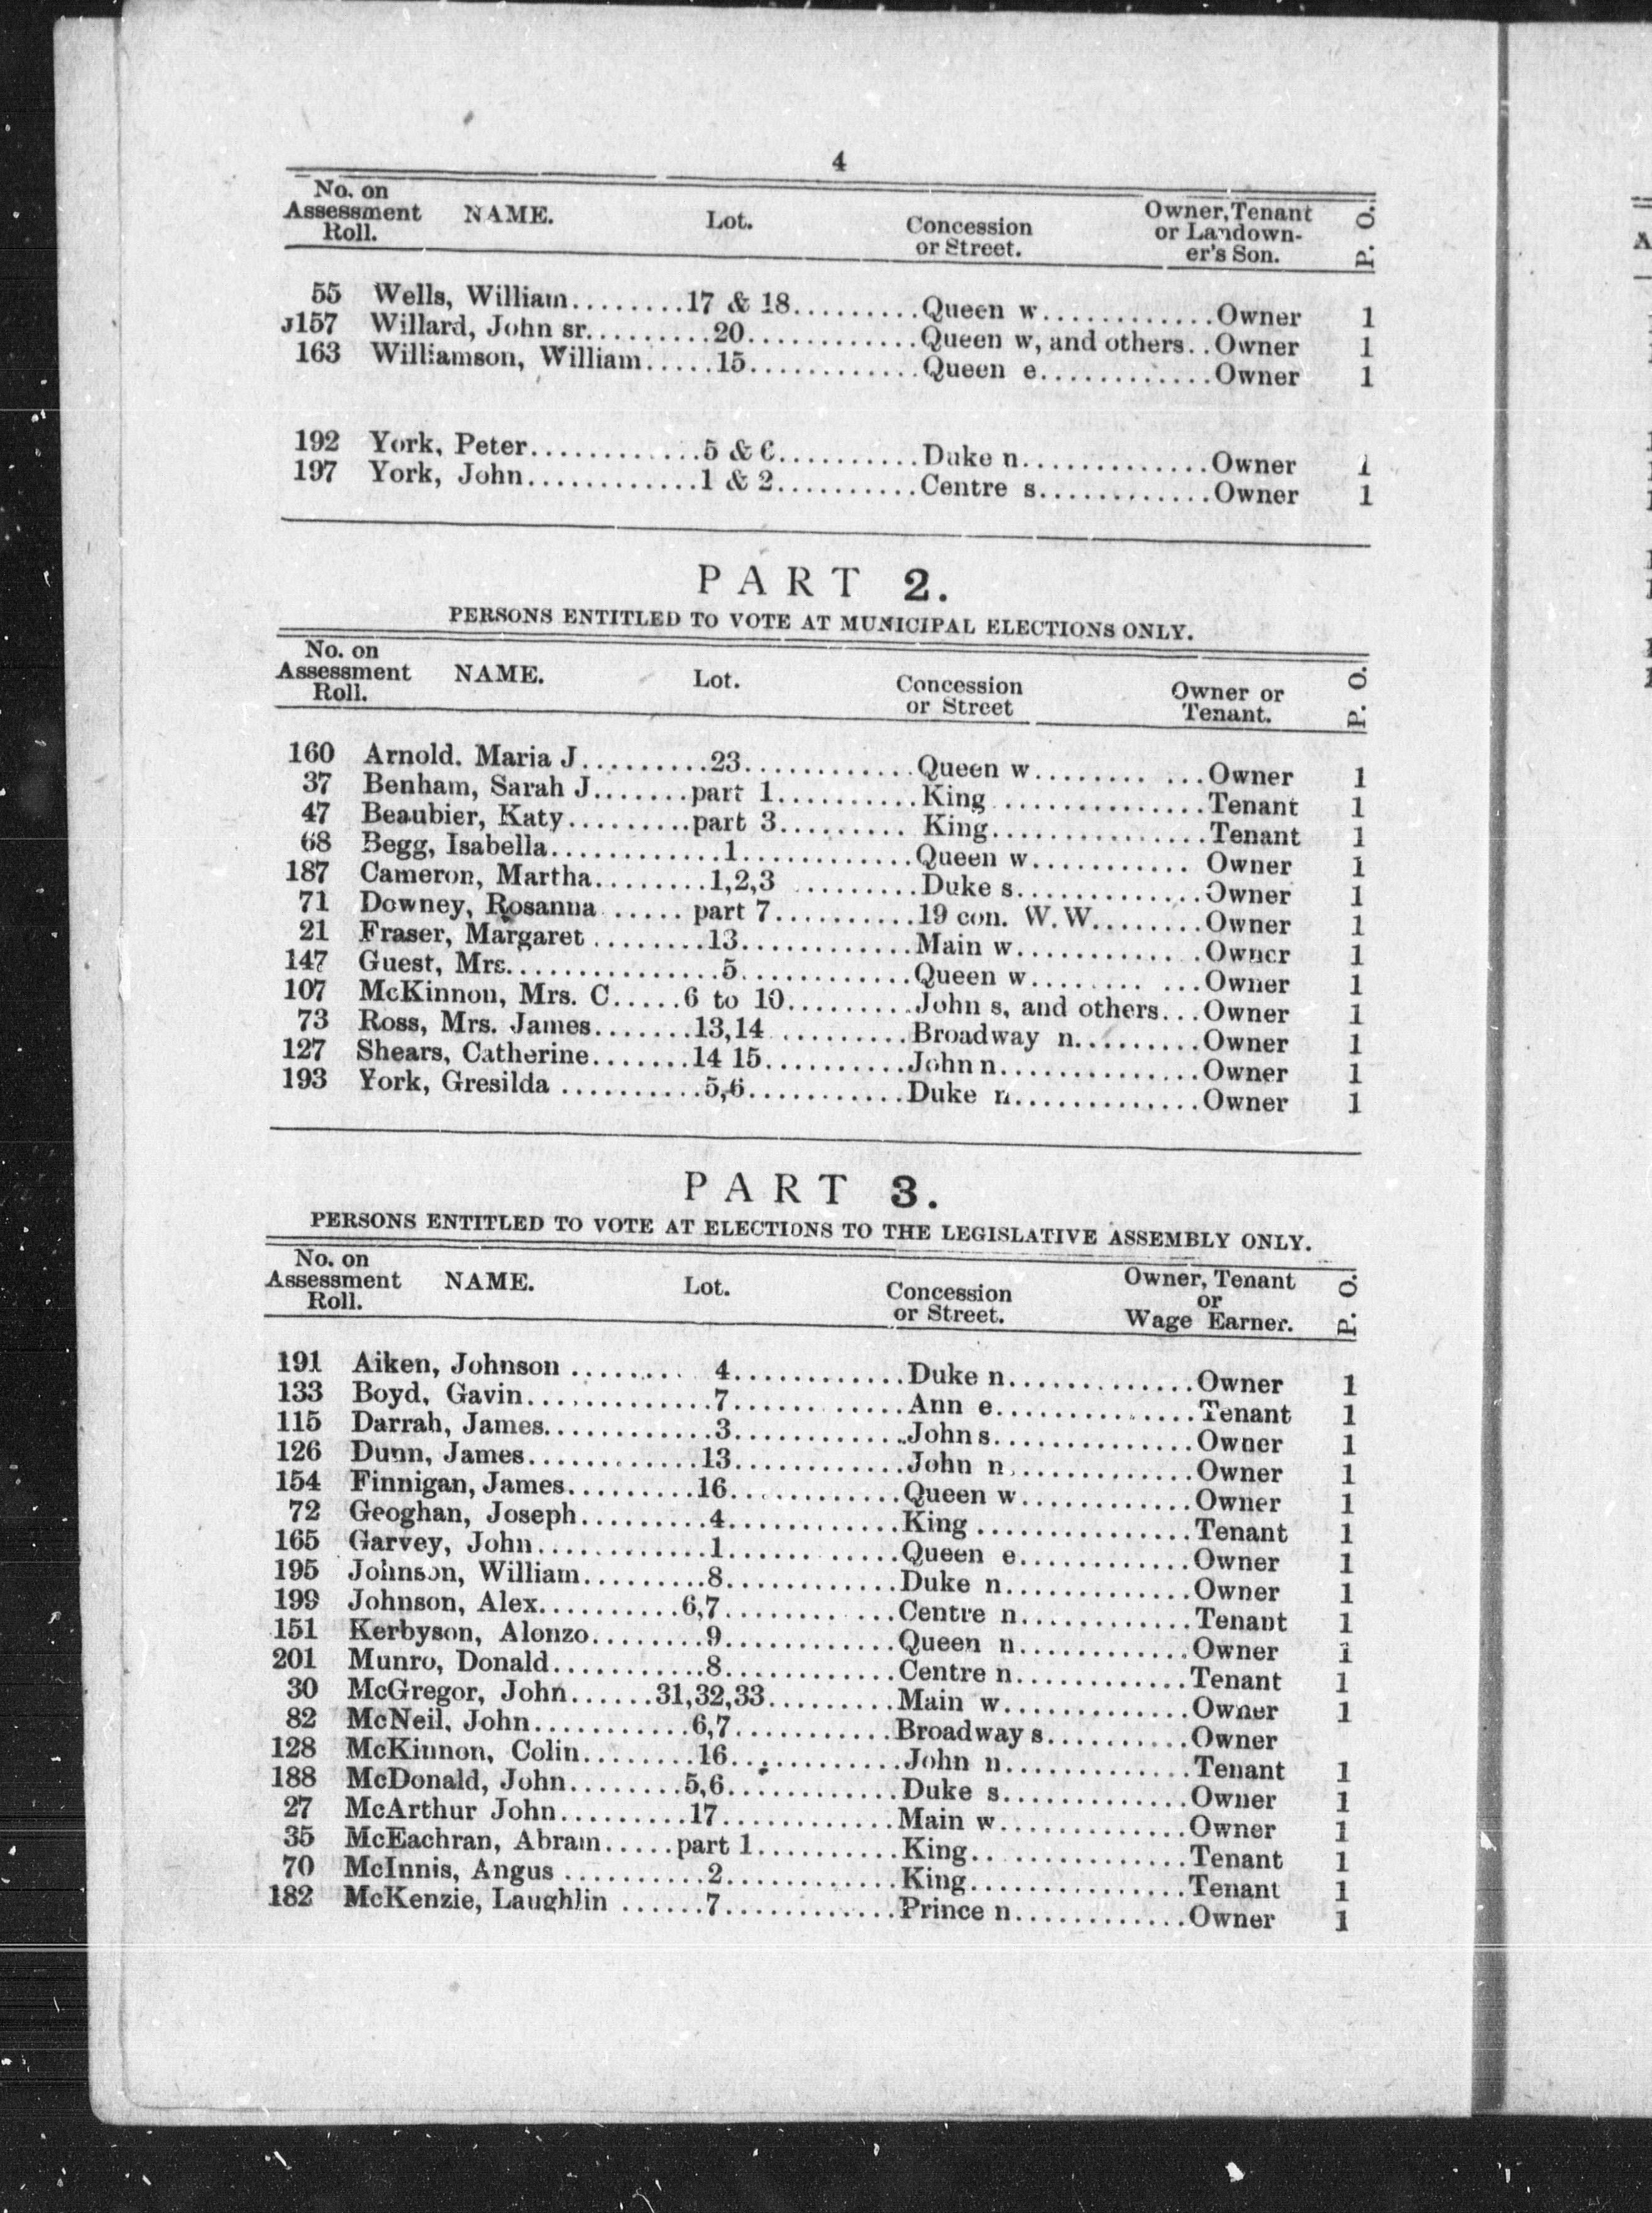 4
No. on Assessment Roll. NAME. Lot. Concession or Street. Owner, Tenant or Landowner's Son. P. O.
55 Wells, William........17 & 18.........Queen w............Owner 1
J157 Willard, John sr.........20............Queen w, and others..Owner 1
163 Williamson, William.....15............Queen e............Owner 1
192 York, Peter............5 & 6..........Duke n.............Owner 1
197 York, John............1 & 2..........Centre s............Owner 1
PART 2.
PERSONS ENTITLED TO VOTE AT MUNICIPAL ELECTIONS ONLY.
No. on Assessment Roll. NAME. Lot. Concession or Street Owner or Tenant. P. O.
160 Arnold. Maria J.........23............Queen w........ ...Owner 1
37 Benham, Sarah J.......part 1..........King ...............Tenant 1
47 Beaubier, Katy.........part 3......... King...............Tenant 1
68 Begg, Isabella............1............Queen w........... Owner 1
187 Cameron, Martha........1,2,3 .........Duke s.............Owner 1
71 Downey, Rosanna ...... part 7..........19 con. W.W........Owner 1
21 Fraser, Margaret ........13............Main w.............Owner 1
147 Guest, Mrs...............5............Queen w........ ...Owner 1
107 McKinnon, Mrs. C.....6 to 10.........John s, and others...Owner 1
73 Ross, Mrs. James.......13,14 ..........Broadway n.........Owner 1
127 Shears, Catherine.......14 15..........John n..............Owner 1
193 York, Gresilda ..........5,6...........Duke n.............Owner 1
PART 3.
PERSONS ENTITLED TO VOTE AT ELECTIONS TO THE LEGISLATIVE ASSEMBLY ONLY.
No. on Assessment Roll. NAME. Lot. Concession or Street. Owner, Tenant or Wage Earner. P. O.
191 Aiken, Johnson ........ 4............Duke n.............Owner 1
133 Boyd, Gavin.............7............Ann e..............Tenant 1
115 Darrah, James............3............John s..............Owner 1
126 Dunn, James............13............John n.............Owner 1
154 Finnigan, James.........16............Queen w............Owner 1
72 Geoghan, Joseph.........4............King ...............Tenant 1
165 Garvey, John............1............Queen e............Owner 1
195 Johnson, William.........8............Duke n.............Owner 1
199 Johnson, Alex..........6,7............Centre n............Tenant 1
151 Kerbyson, Alonzo........9............Queen n............Owner 1
201 Munro, Donald...........8............Centre n............Tenant 1
30 McGregor, John......31,32,33.........Main w.............Owner 1
82 McNeil, John............6,7...........Broadway s..........Owner
128 McKinnon, Colin........16............John n.............Tenant 1
188 McDonald, John........5,6............Duke s.............Owner 1
27 McArthur John.........17............Main w.............Owner 1
35 McEachran, Abram.....part 1..........King...............Tenant 1
70 McInnis, Angus ..........2............King...............Tenant 1
182 McKenzie, Laughlin ......7............Prince n............Owner 1